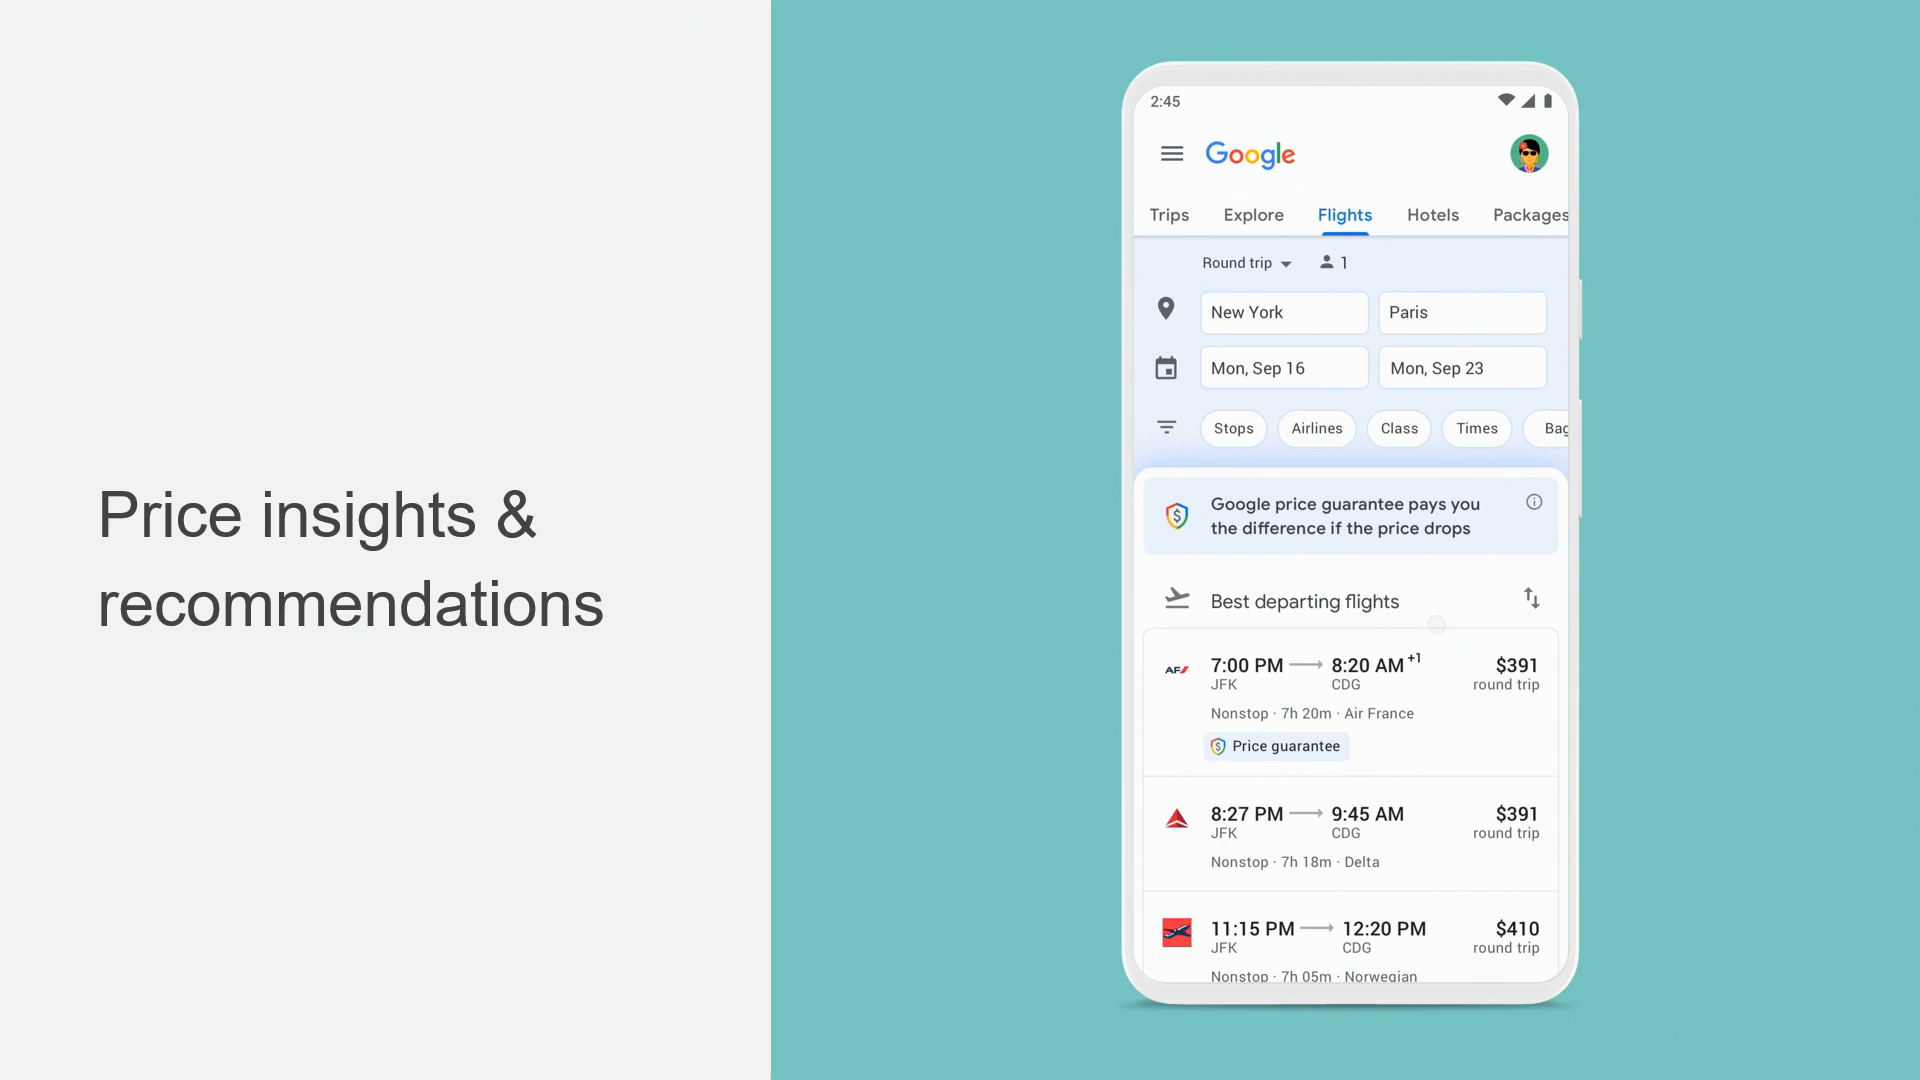 Price insights &
recommendations
2:45
Google
Trips Explore Flights Hotels Packages
Round trip 1
New York Paris
Mon, Sep 16 Mon, Sep 23
Stops Airlines Class Times Bag
Google price guarantee pays you
the difference if the price drops
Best departing flights
AF 7:00 PM 8:20 AM +1 $391
JFK CDG round trip
Nonstop · 7h 20m · Air France
Price guarantee
8:27 PM 9:45 AM $391
JFK CDG round trip
Nonstop · 7h 18m · Delta
11:15 PM 12:20 PM $410
JFK CDG round trip
Nonstop · 7h 05m · Norwegian